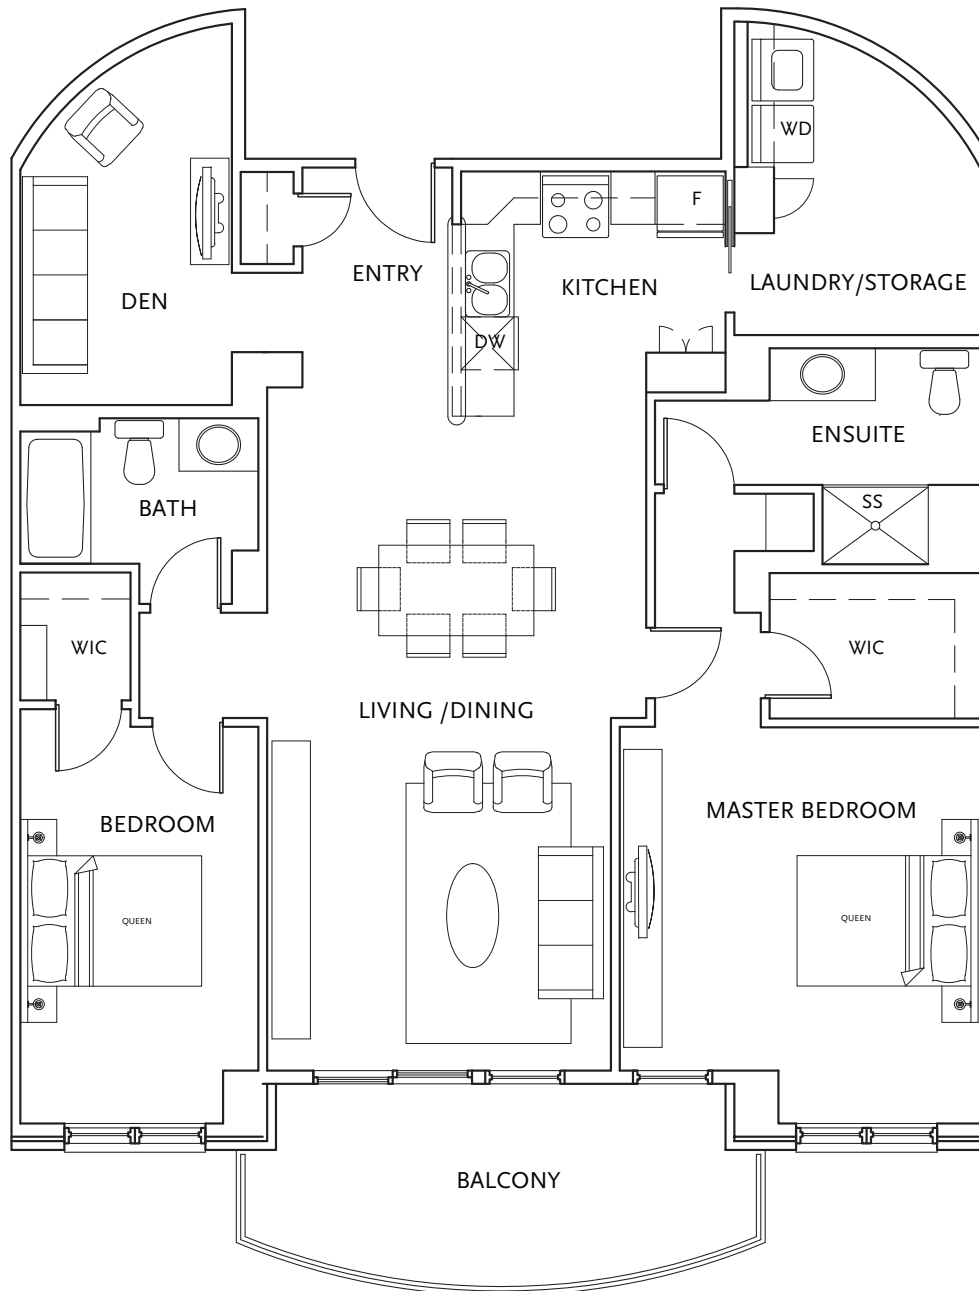 WD
F
ENTRY
KITCHEN
LAUNDRY/STORAGE
DEN
DW
ENSUITE
SS
BATH
WIC
WIC
LIVING /DINING
BEDROOM
MASTER BEDROOM
QUEEN
QUEEN
BALCONY